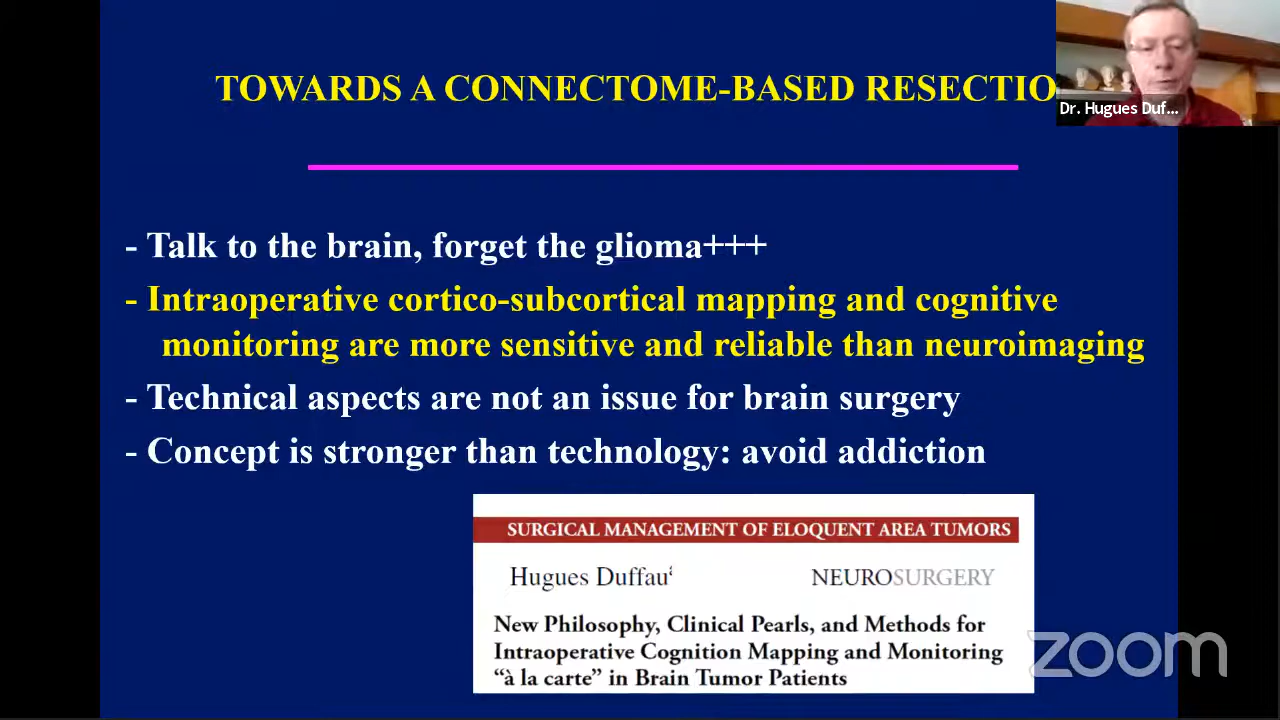 TOWARDS A CONNECTOME-BASED RESECTIO
Dr. Hugues Duf...
- Talk to the brain, forget the glioma+++
- Intraoperative cortico-subcortical mapping and cognitive
monitoring are more sensitive and reliable than neuroimaging
- Technical aspects are not an issue for brain surgery
- Concept is stronger than technology: avoid addiction
SURGICAL MANAGEMENT OF ELOQUENT AREA TUMORS
Hugues Duffau
NEUROSURGERY
New Philosophy, Clinical Pearls, and Methods for
Intraoperative Cognition Mapping and Monitoring
“à la carte” in Brain Tumor Patients
zoom